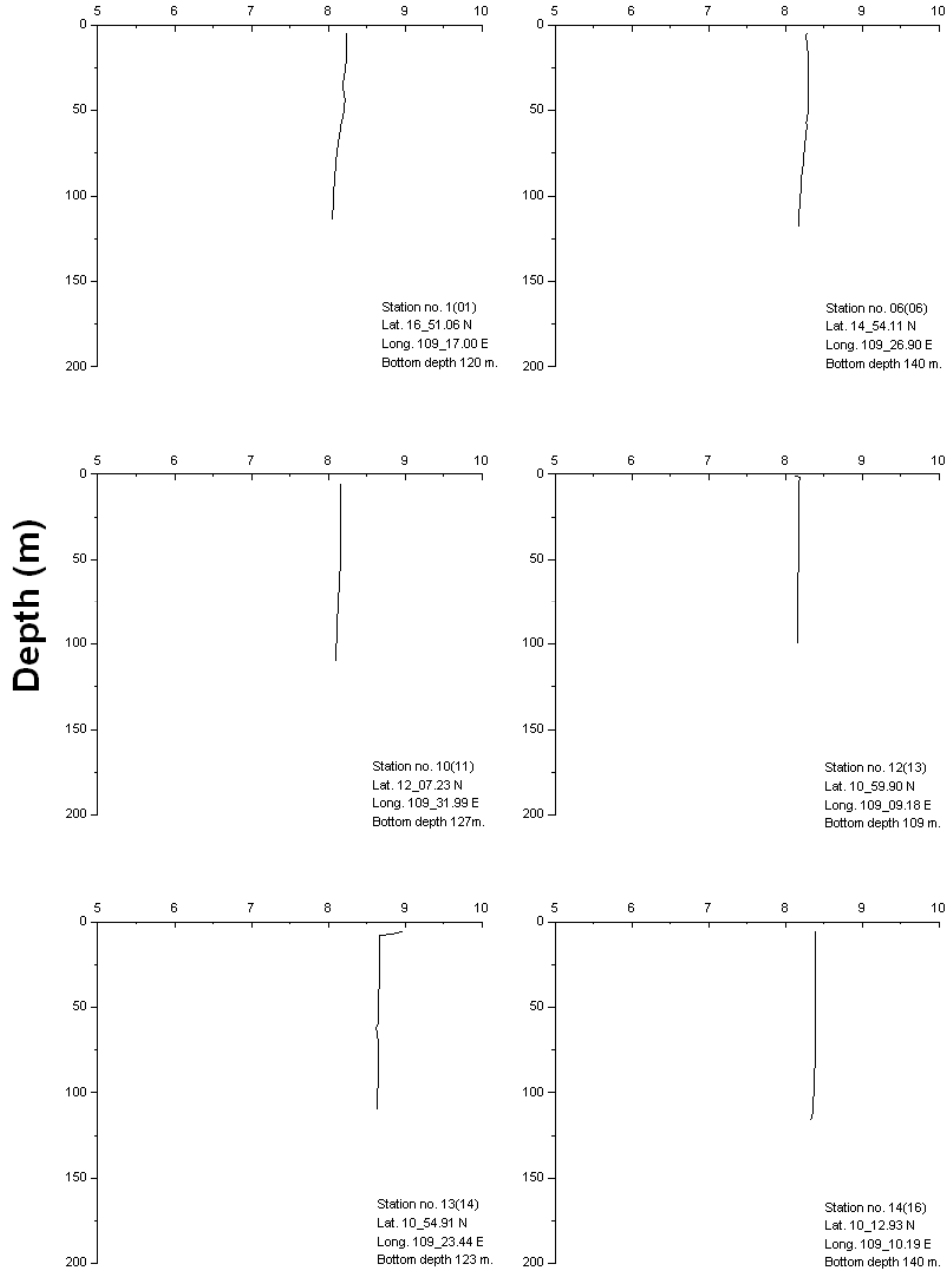 5 6 7 8 9 10
0
50
100
150
200
Station no. 1(01)
Lat. 16_51.06 N
Long. 109_17.00 E
Bottom depth 120 m.
5 6 7 8 9 10
0
50
100
150
200
Station no. 06(06)
Lat. 14_54.11 N
Long. 109_26.90 E
Bottom depth 140 m.
Depth (m)
5 6 7 8 9 10
0
50
100
150
200
Station no. 10(11)
Lat. 12_07.23 N
Long. 109_31.99 E
Bottom depth 127m.
5 6 7 8 9 10
0
50
100
150
200
Station no. 12(13)
Lat. 10_59.90 N
Long. 109_09.18 E
Bottom depth 109 m.
5 6 7 8 9 10
0
50
100
150
200
Station no. 13(14)
Lat. 10_54.91 N
Long. 109_23.44 E
Bottom depth 123 m.
5 6 7 8 9 10
0
50
100
150
200
Station no. 14(16)
Lat. 10_12.93 N
Long. 109_10.19 E
Bottom depth 140 m.